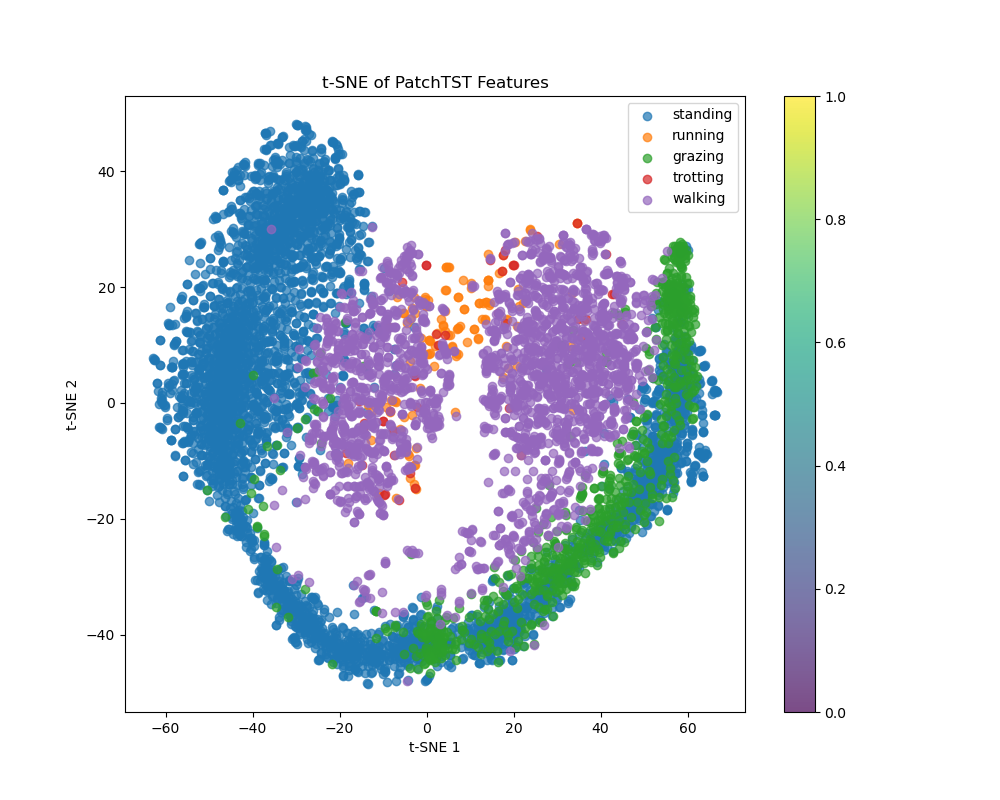 t-SNE of PatchTST Features
standing
running
grazing
trotting
walking
t-SNE 2
40
20
0
−20
−40
−60
−40
−20
0
20
40
60
t-SNE 1
1.0
0.8
0.6
0.4
0.2
0.0